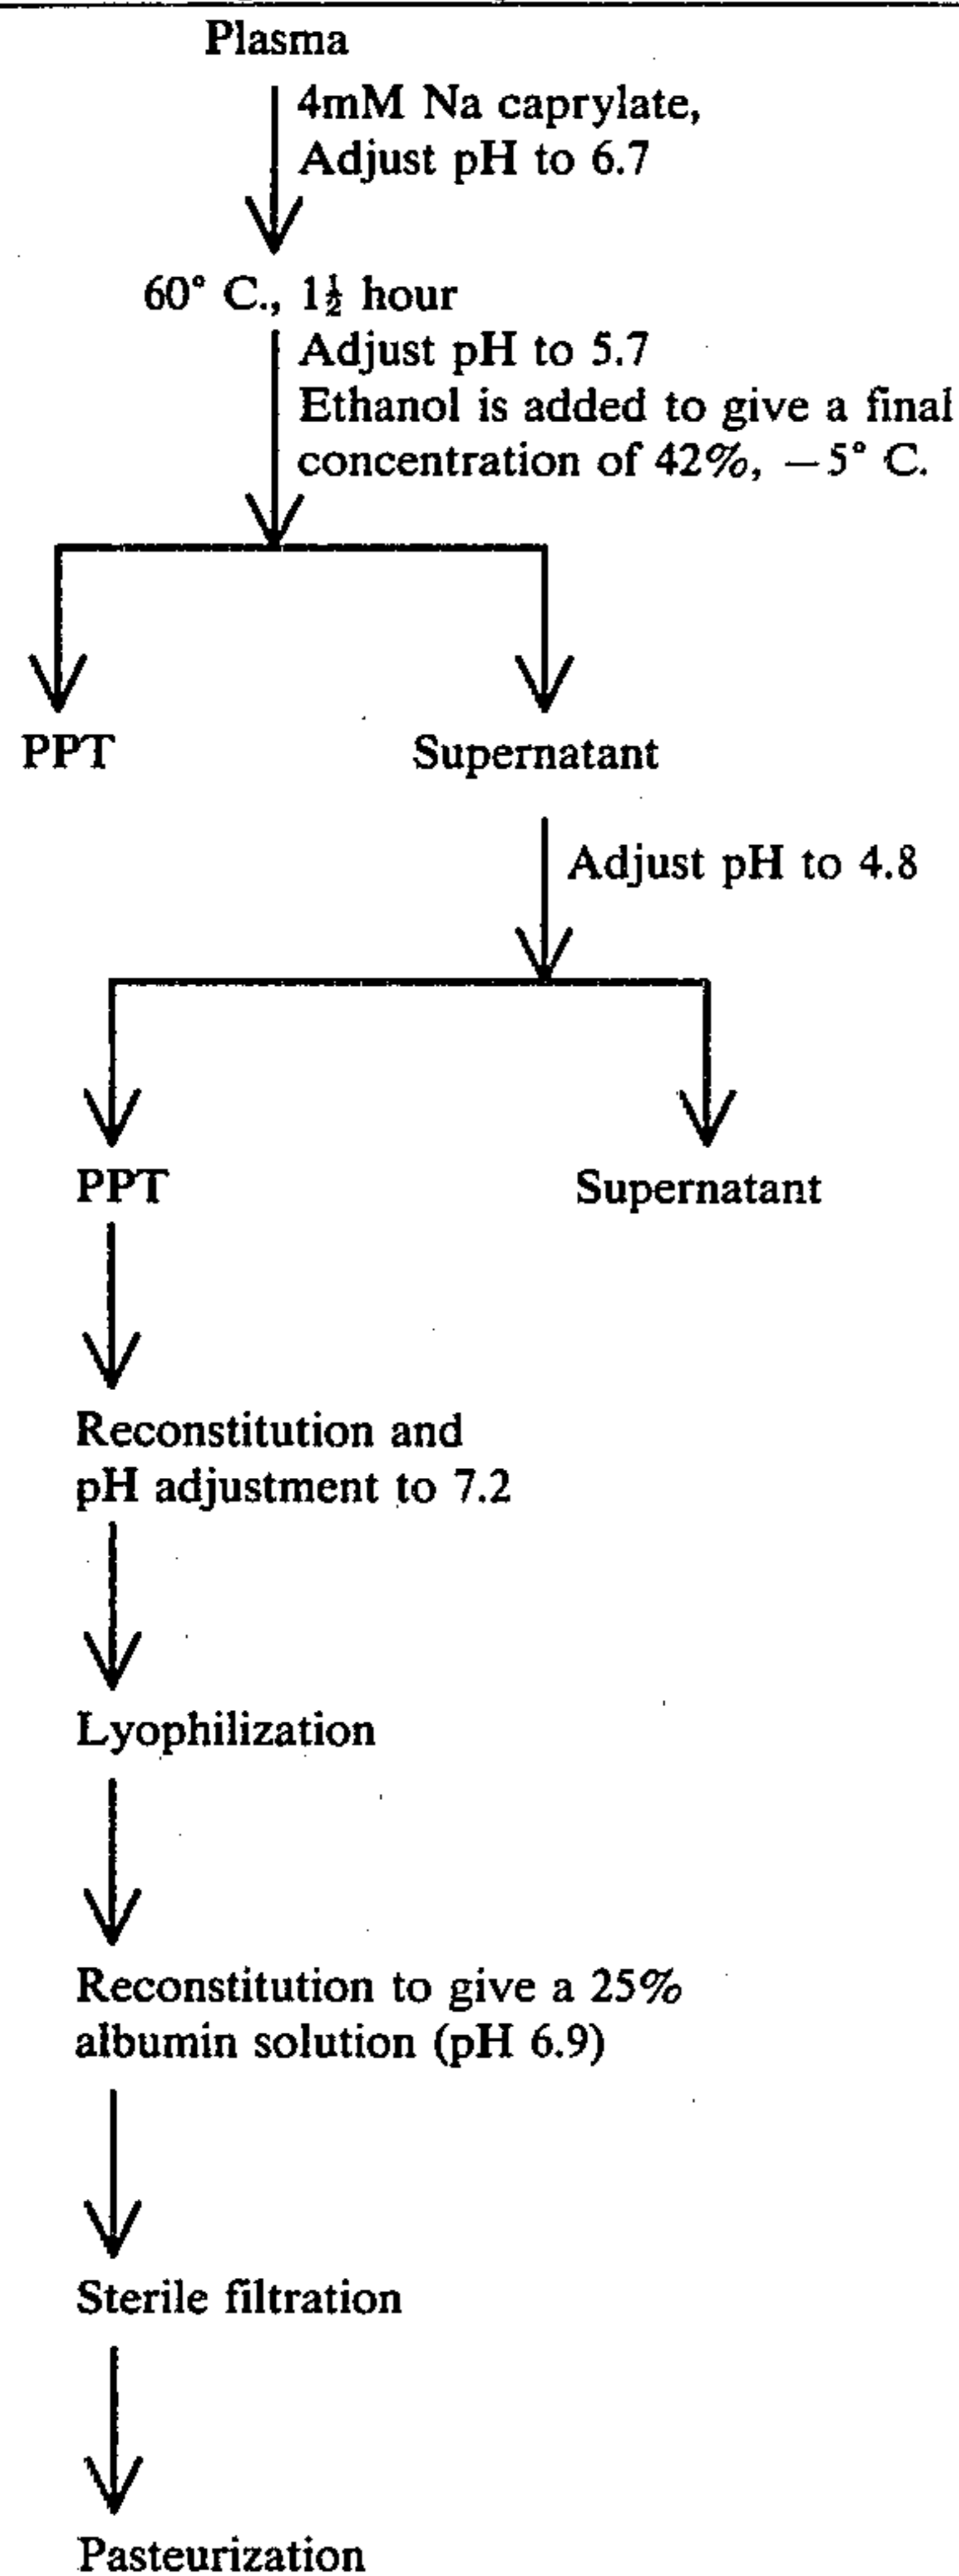 Plasma
4mM Na caprylate,
Adjust pH to 6.7
60° C., 1½ hour
Adjust pH to 5.7
Ethanol is added to give a final
concentration of 42%, —5° C.
PPT
Supernatant
Adjust pH to 4.8
PPT
Supernatant
Reconstitution and
pH adjustment to 7.2
Lyophilization
Reconstitution to give a 25%
albumin solution (pH 6.9)
Sterile filtration
Pasteurization